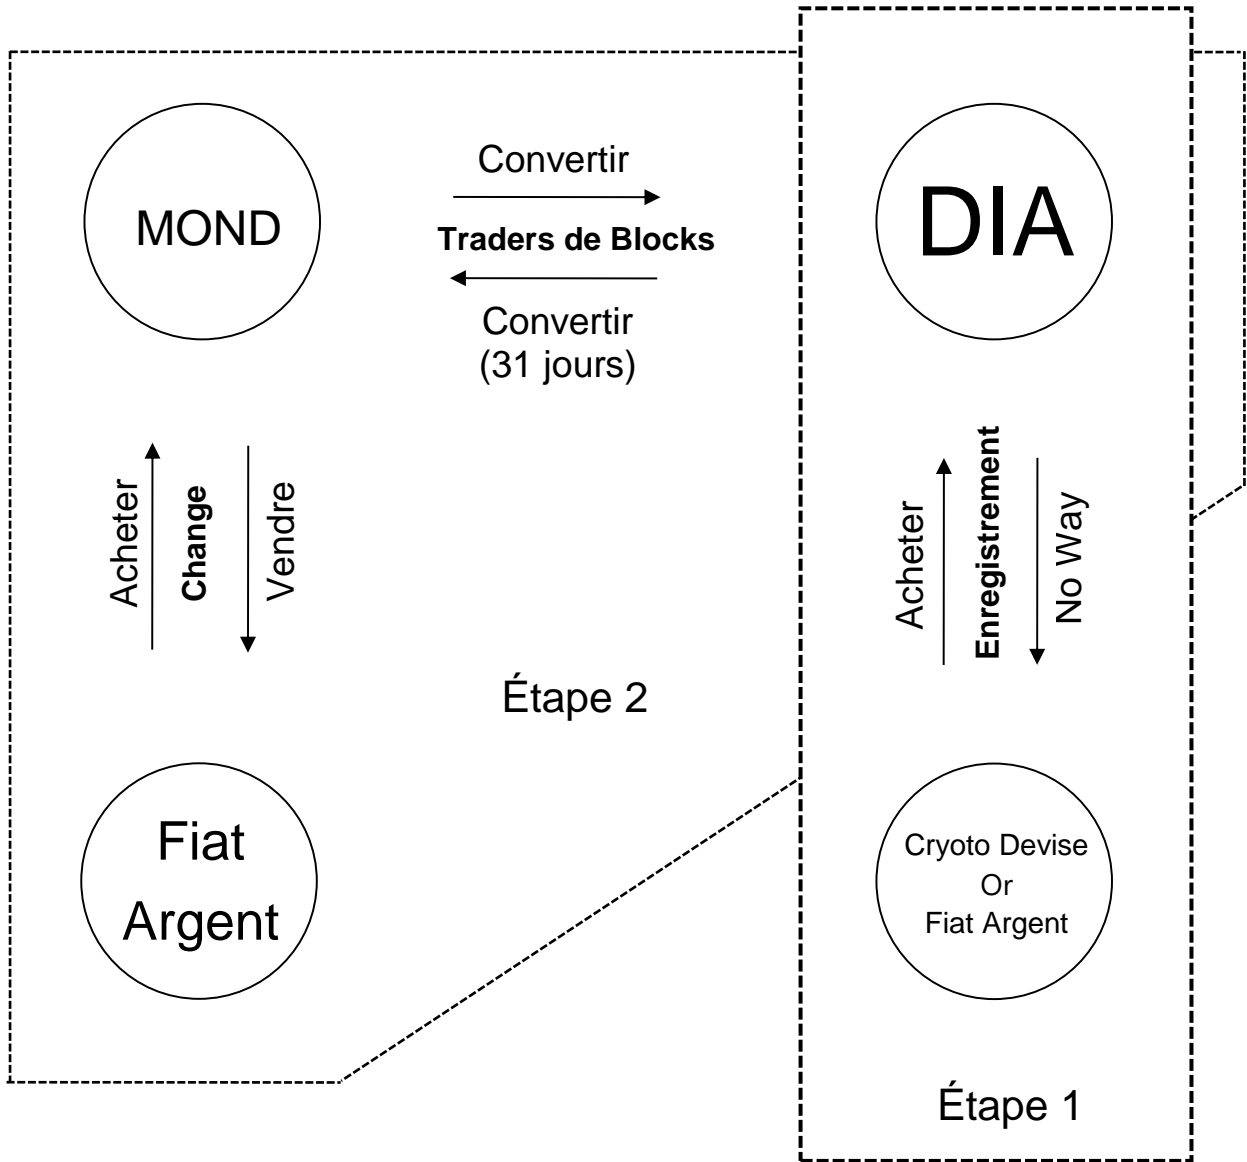 MOND
Convertir
Traders de Blocks
Convertir
(31 jours)
DIA
Acheter
Change
Vendre
Acheter
Enregistrement
No Way
Étape 2
Fiat
Argent
Cryoto Devise
Or
Fiat Argent
Étape 1